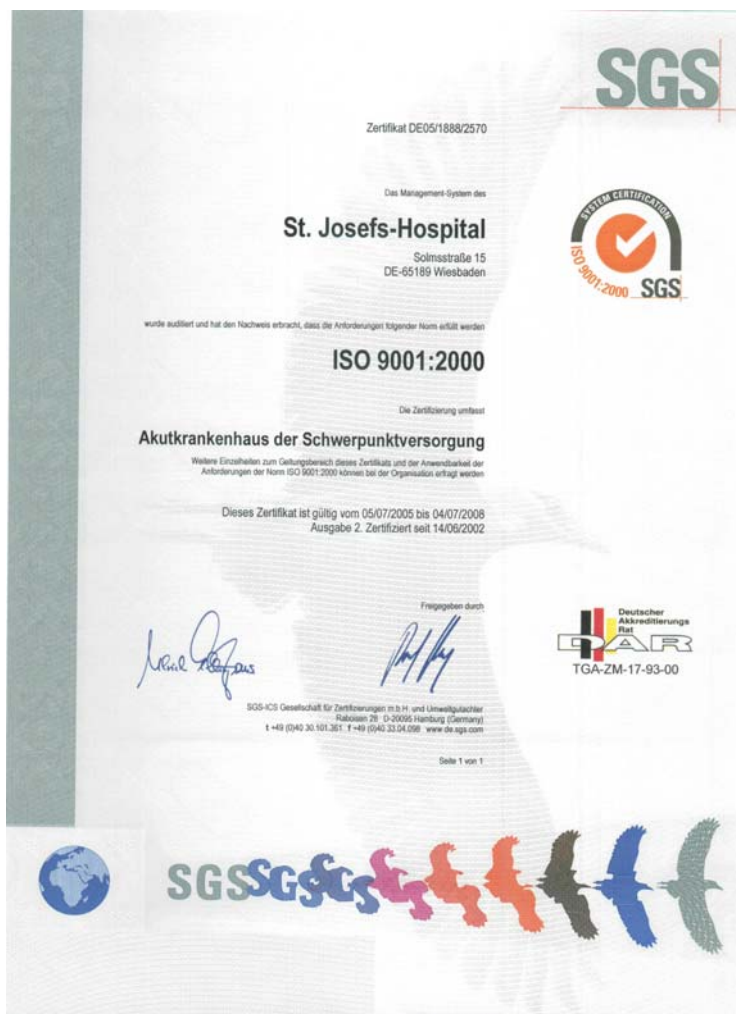 SGS
Zertifikat DE05/1888/2570
Das Management-System des
St. Josefs-Hospital
Solmsstraße 15
DE-65189 Wiesbaden
SYSTEM CERTIFICATION
ISO 9001:2000
SGS
wurde auditiert und hat den Nachweis erbracht, dass die Anforderungen folgender Norm erfüllt werden
ISO 9001:2000
Die Zertifizierung umfasst
Akutkrankenhaus der Schwerpunktversorgung
Weitere Einzelheiten zum Geltungsbereich dieses Zertifikats und der Anwendbarkeit der
Anforderungen der Norm ISO 9001:2000 können bei der Organisation erfragt werden
Dieses Zertifikat ist gültig vom 05/07/2005 bis 04/07/2008
Ausgabe 2. Zertifiziert seit 14/06/2002
Freigegeben durch
Deutscher
Akkreditierungs
Rat
DAR
TGA-ZM-17-93-00
SGS-ICS Gesellschaft für Zertifizierungen m.b.H. und Umweltgutachter
Raboisen 28 D-20095 Hamburg (Germany)
t +49 (0)40 30.101.361 f +49 (0)40 33.04.098 www.de.sgs.com
Seite 1 von 1
SGSSGSSGS